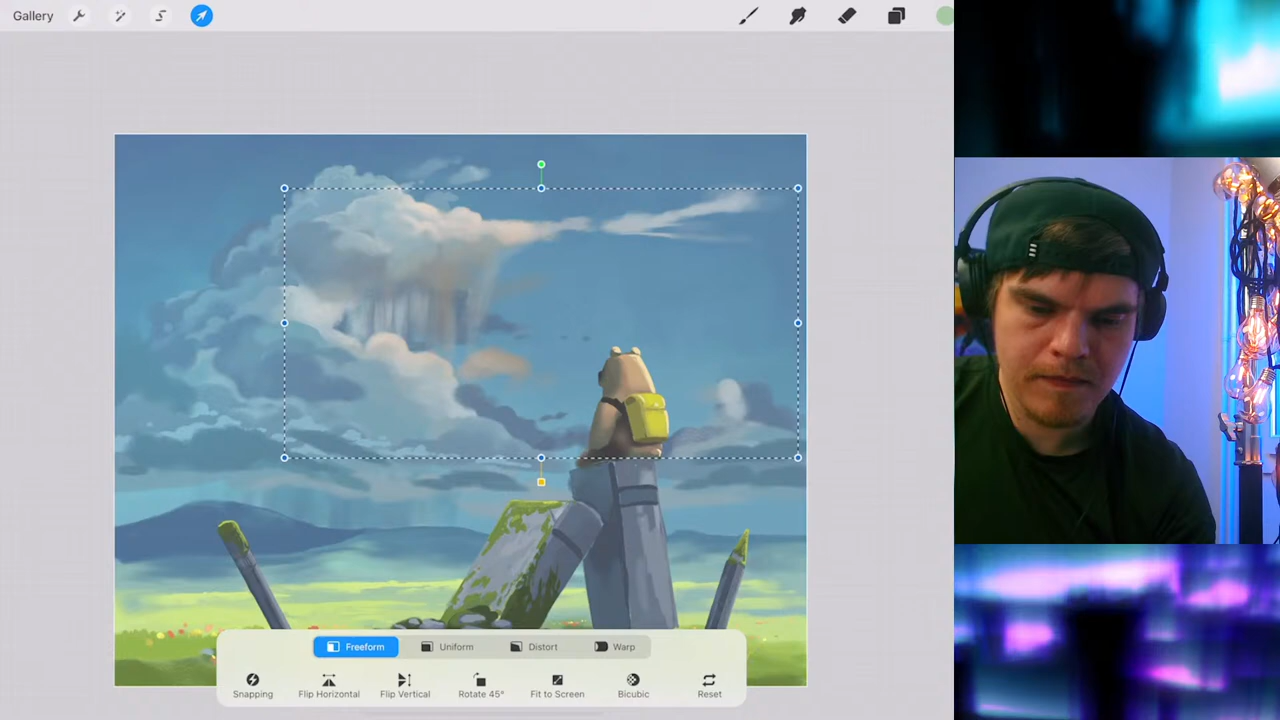 Gallery
Freeform Uniform Distort Warp
Snapping Flip Horizontal Flip Vertical Rotate 45° Fit to Screen Bicubic Reset